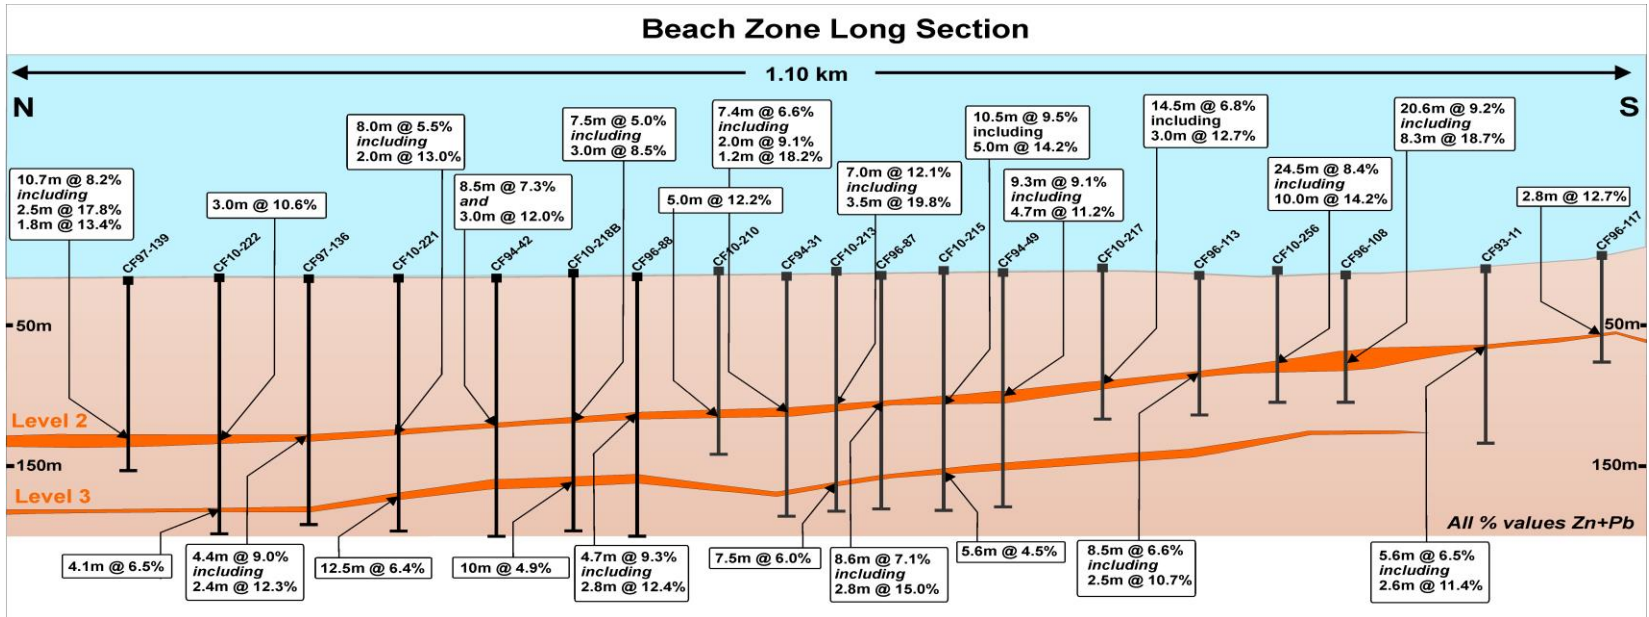 Beach Zone Long Section
1.10 km
N
S
10.7m @ 8.2%
including
2.5m @ 17.8%
1.8m @ 13.4%
3.0m @ 10.6%
8.0m @ 5.5%
including
2.0m @ 13.0%
8.5m @ 7.3%
and
3.0m @ 12.0%
7.5m @ 5.0%
including
3.0m @ 8.5%
5.0m @ 12.2%
7.4m @ 6.6%
including
2.0m @ 9.1%
1.2m @ 18.2%
7.0m @ 12.1%
including
3.5m @ 19.8%
10.5m @ 9.5%
including
5.0m @ 14.2%
9.3m @ 9.1%
including
4.7m @ 11.2%
14.5m @ 6.8%
including
3.0m @ 12.7%
24.5m @ 8.4%
including
10.0m @ 14.2%
20.6m @ 9.2%
including
8.3m @ 18.7%
2.8m @ 12.7%
CF97-139
CF10-222
CF97-136
CF10-221
CF94-42
CF10-218B
CF96-88
CF10-210
CF94-31
CF10-213
CF96-87
CF10-215
CF94-49
CF10-217
CF96-113
CF10-256
CF96-108
CF93-11
CF96-117
50m
50m
Level 2
150m
150m
Level 3
All % values Zn+Pb
4.1m @ 6.5%
4.4m @ 9.0%
including
2.4m @ 12.3%
12.5m @ 6.4%
10m @ 4.9%
4.7m @ 9.3%
including
2.8m @ 12.4%
7.5m @ 6.0%
8.6m @ 7.1%
including
2.8m @ 15.0%
5.6m @ 4.5%
8.5m @ 6.6%
including
2.5m @ 10.7%
5.6m @ 6.5%
including
2.6m @ 11.4%